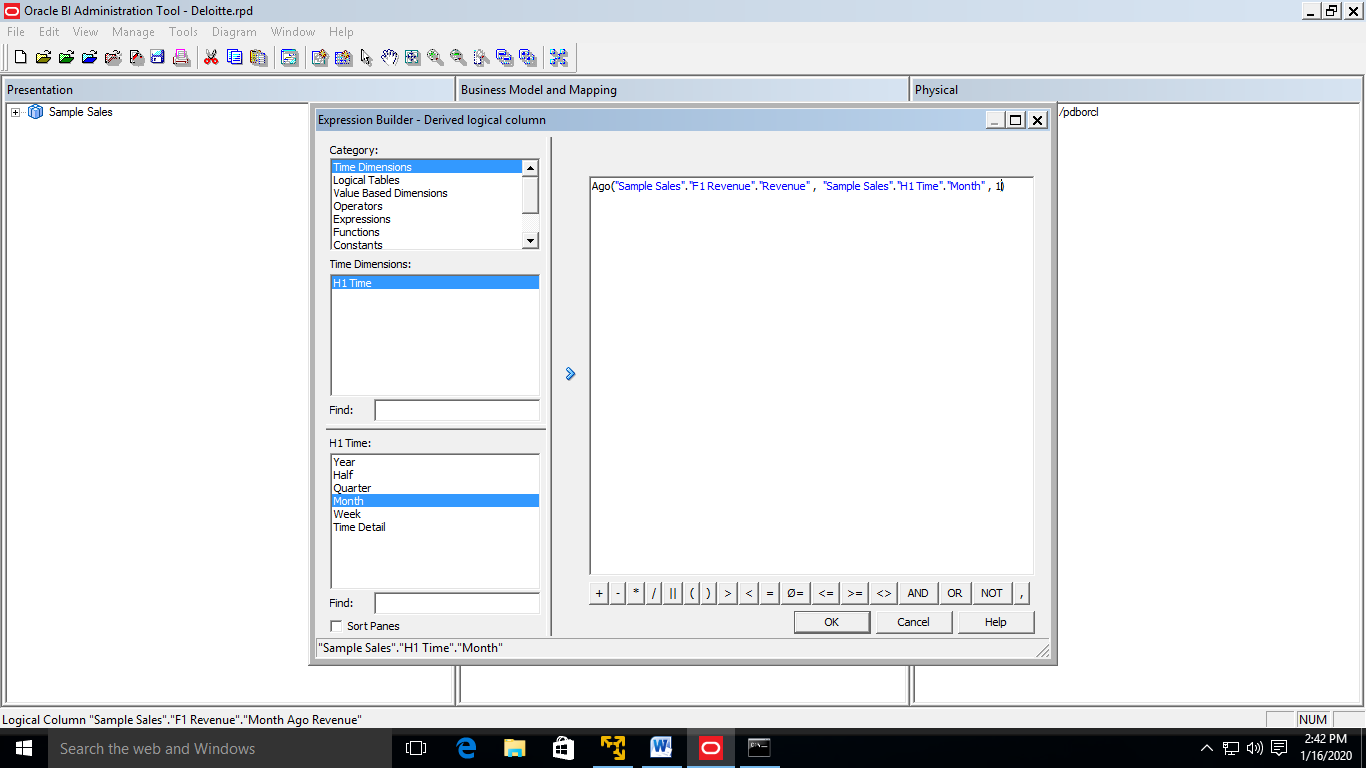 Oracle BI Administration Tool - Deloitte.rpd
File Edit View Manage Tools Diagram Window Help
Presentation
Business Model and Mapping
Physical
Sample Sales
/pdborcl
Expression Builder - Derived logical column
Category:
Time Dimensions
Logical Tables
Value Based Dimensions
Operators
Expressions
Functions
Constants
Time Dimensions:
H1 Time
Find:
H1 Time:
Year
Half
Quarter
Month
Week
Time Detail
Find:
Sort Panes
Ago("Sample Sales"."F1 Revenue"."Revenue" , "Sample Sales"."H1 Time"."Month" , 1)
+ - * / || ( ) > < = Ø= <= >= <> AND OR NOT ,
OK Cancel Help
"Sample Sales"."H1 Time"."Month"
Logical Column "Sample Sales"."F1 Revenue"."Month Ago Revenue"
NUM
Search the web and Windows
2:42 PM
1/16/2020